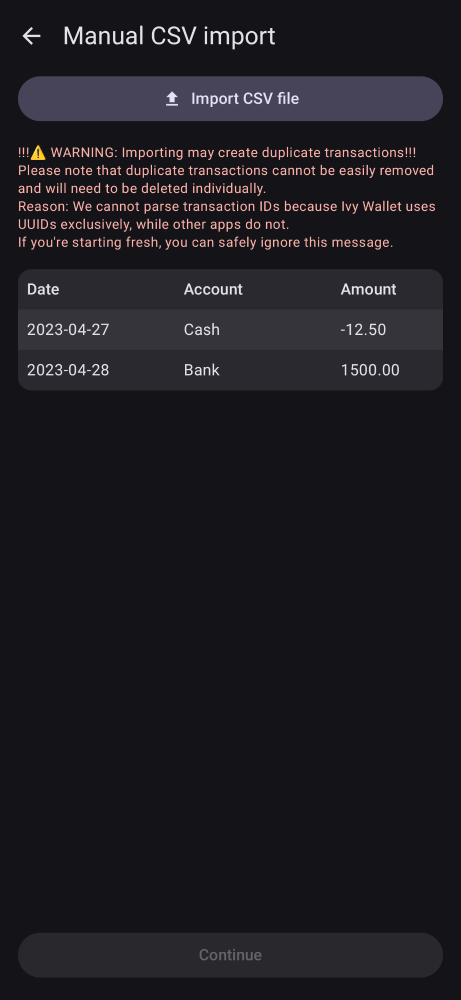 Manual CSV import
Import CSV file
!!!⚠️ WARNING: Importing may create duplicate transactions!!!
Please note that duplicate transactions cannot be easily removed
and will need to be deleted individually.
Reason: We cannot parse transaction IDs because Ivy Wallet uses
UUIDs exclusively, while other apps do not.
If you're starting fresh, you can safely ignore this message.
Date Account Amount
2023-04-27 Cash -12.50
2023-04-28 Bank 1500.00
Continue